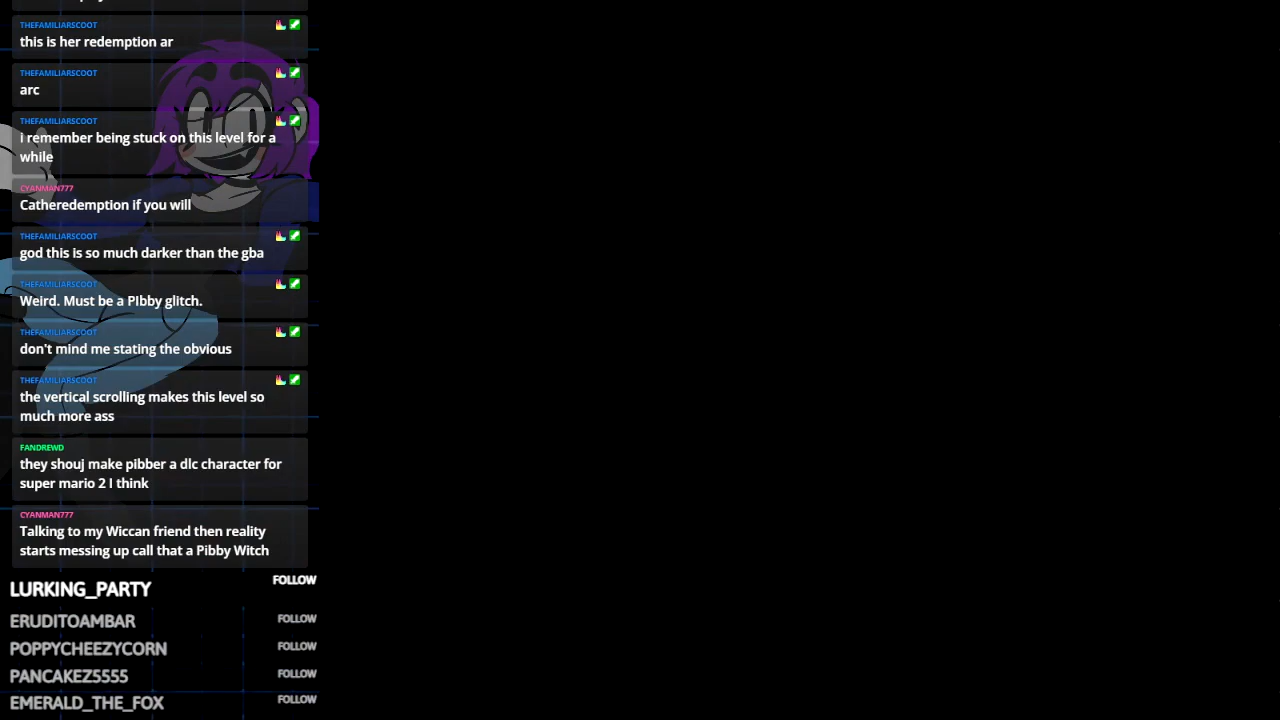 THEFAMILIARSCOOT
this is her redemption ar
THEFAMILIARSCOOT
arc
THEFAMILIARSCOOT
i remember being stuck on this level for a
while
CYANMAN777
Catheredemption if you will
THEFAMILIARSCOOT
god this is so much darker than the gba
THEFAMILIARSCOOT
Weird. Must be a PIbby glitch.
THEFAMILIARSCOOT
don't mind me stating the obvious
THEFAMILIARSCOOT
the vertical scrolling makes this level so
much more ass
FANDREWD
they shouj make pibber a dlc character for
super mario 2 I think
CYANMAN777
Talking to my Wiccan friend then reality
starts messing up call that a Pibby Witch
LURKING_PARTY FOLLOW
ERUDITOAMBAR FOLLOW
POPPYCHEEZYCORN FOLLOW
PANCAKEZ5555 FOLLOW
EMERALD_THE_FOX FOLLOW